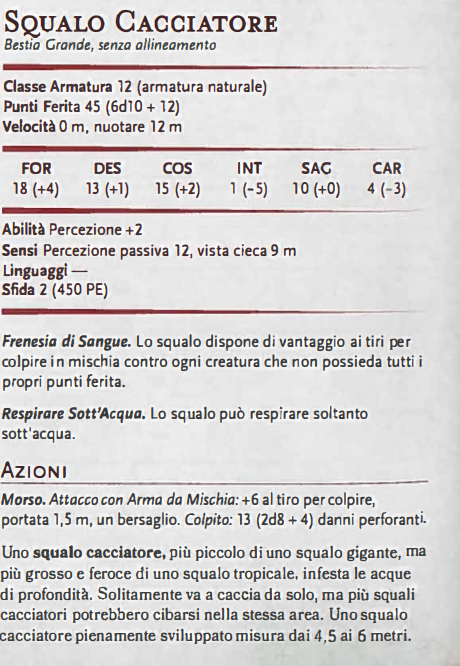 SQUALO CACCIATORE
Bestia Grande, senza allineamento
Classe Armatura 12 (armatura naturale)
Punti Ferita 45 (6d10 + 12)
Velocità 0 m, nuotare 12 m
FOR DES COS INT SAG CAR
18 (+4) 13 (+1) 15 (+2) 1 (-5) 10 (+0) 4 (-3)
Abilità Percezione +2
Sensi Percezione passiva 12, vista cieca 9 m
Linguaggi —
Sfida 2 (450 PE)
Frenesia di Sangue. Lo squalo dispone di vantaggio ai tiri per
colpire in mischia contro ogni creatura che non possieda tutti i
propri punti ferita.
Respirare Sott'Acqua. Lo squalo può respirare soltanto
sott'acqua.
AZIONI
Morso. Attacco con Arma da Mischia: +6 al tiro per colpire,
portata 1,5 m, un bersaglio. Colpito: 13 (2d8 + 4) danni perforanti.
Uno squalo cacciatore, più piccolo di uno squalo gigante, ma
più grosso e feroce di uno squalo tropicale, infesta le acque
di profondità. Solitamente va a caccia da solo, ma più squali
cacciatori potrebbero cibarsi nella stessa area. Uno squalo
cacciatore pienamente sviluppato misura dai 4,5 ai 6 metri.